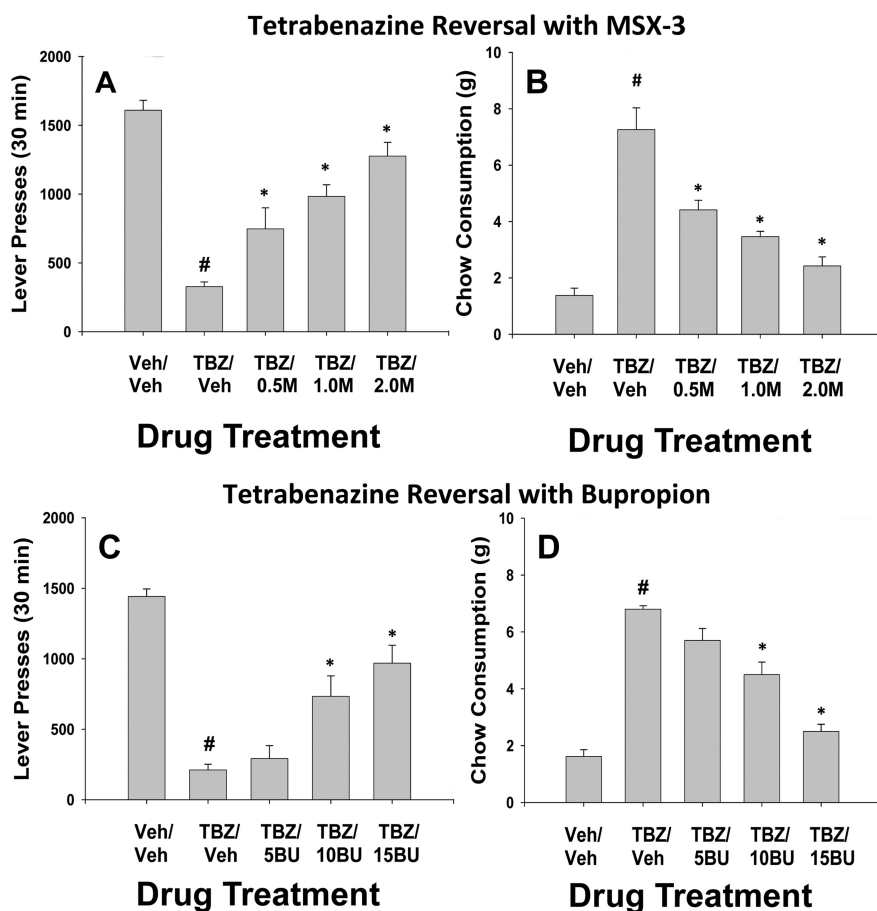 Tetrabenazine Reversal with MSX-3
A
Lever Presses (30 min)
2000
1500
1000
500
0
#
*
*
*
Veh/ TBZ/ TBZ/ TBZ/ TBZ/
Veh Veh 0.5M 1.0M 2.0M
Drug Treatment
B
Chow Consumption (g)
10
8
6
4
2
0
#
*
*
*
Veh/ TBZ/ TBZ/ TBZ/ TBZ/
Veh Veh 0.5M 1.0M 2.0M
Drug Treatment
Tetrabenazine Reversal with Bupropion
C
Lever Presses (30 min)
2000
1500
1000
500
0
#
*
*
Veh/ TBZ/ TBZ/ TBZ/ TBZ/
Veh Veh 5BU 10BU 15BU
Drug Treatment
D
Chow Consumption (g)
10
8
6
4
2
0
#
*
*
Veh/ TBZ/ TBZ/ TBZ/ TBZ/
Veh Veh 5BU 10BU 15BU
Drug Treatment